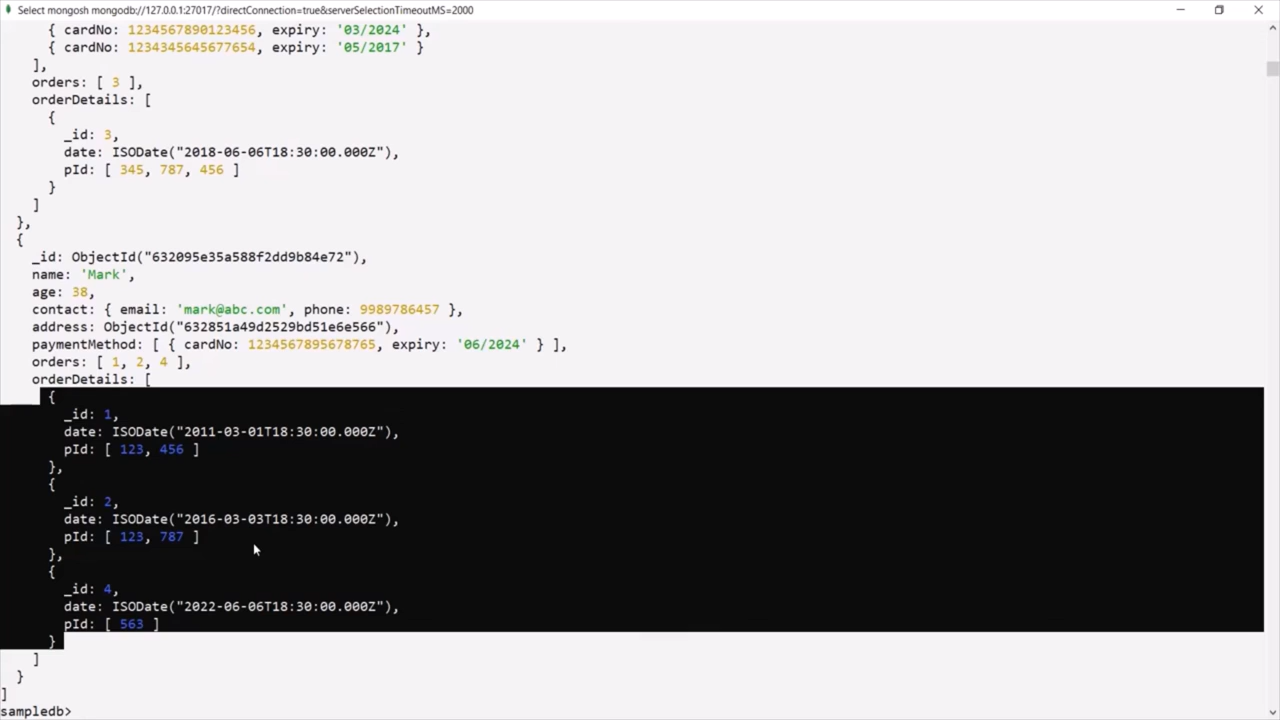 Select mongosh mongodb://127.0.0.1:27017/?directConnection=true&serverSelectionTimeoutMS=2000
{ cardNo: 1234567890123456, expiry: '03/2024' },
{ cardNo: 1234345645677654, expiry: '05/2017' }
],
orders: [ 3 ],
orderDetails: [
{
_id: 3,
date: ISODate("2018-06-06T18:30:00.000Z"),
pId: [ 345, 787, 456 ]
}
]
},
{
_id: ObjectId("632095e35a588f2dd9b84e72"),
name: 'Mark',
age: 38,
contact: { email: 'mark@abc.com', phone: 9989786457 },
address: ObjectId("632851a49d2529bd51e6e566"),
paymentMethod: [ { cardNo: 1234567895678765, expiry: '06/2024' } ],
orders: [ 1, 2, 4 ],
orderDetails: [
{
_id: 1,
date: ISODate("2011-03-01T18:30:00.000Z"),
pId: [ 123, 456 ]
},
{
_id: 2,
date: ISODate("2016-03-03T18:30:00.000Z"),
pId: [ 123, 787 ]
},
{
_id: 4,
date: ISODate("2022-06-06T18:30:00.000Z"),
pId: [ 563 ]
}
]
}
]
sampledb>